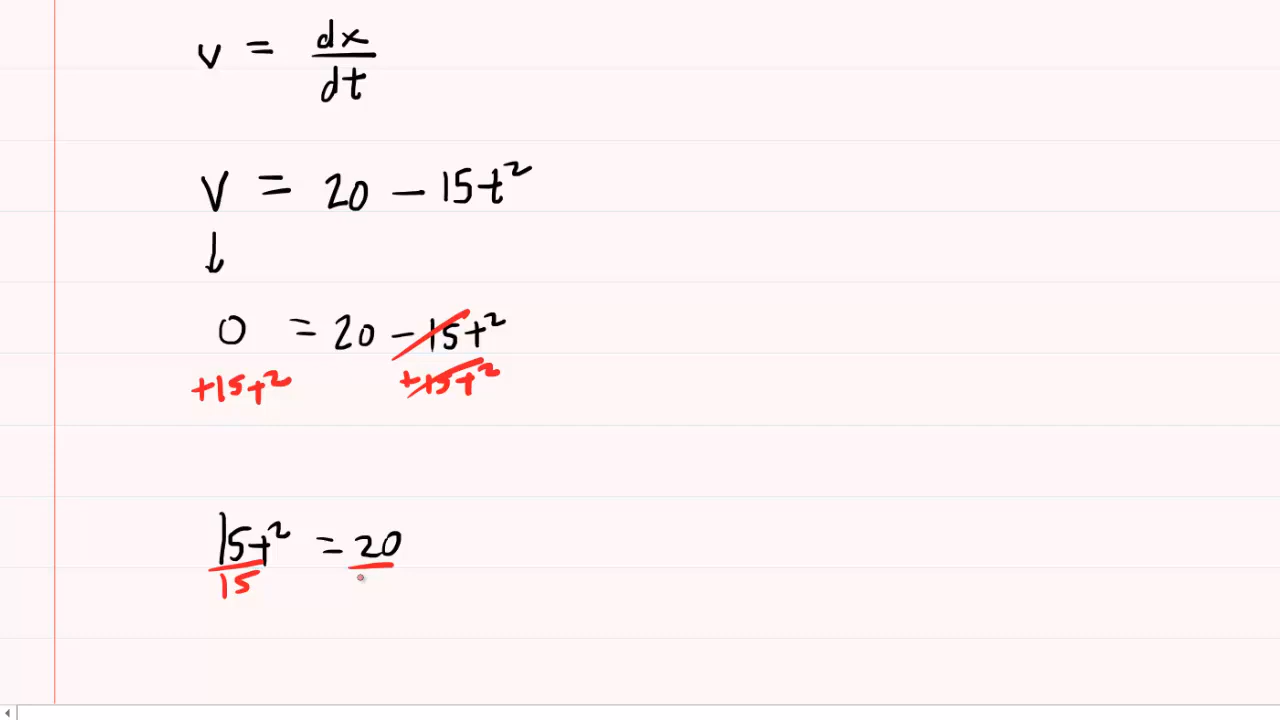 v = dx/dt
v = 20 - 15t²
↓
0 = 20 - 15t²
+15t² +15t²
15t² = 20
15